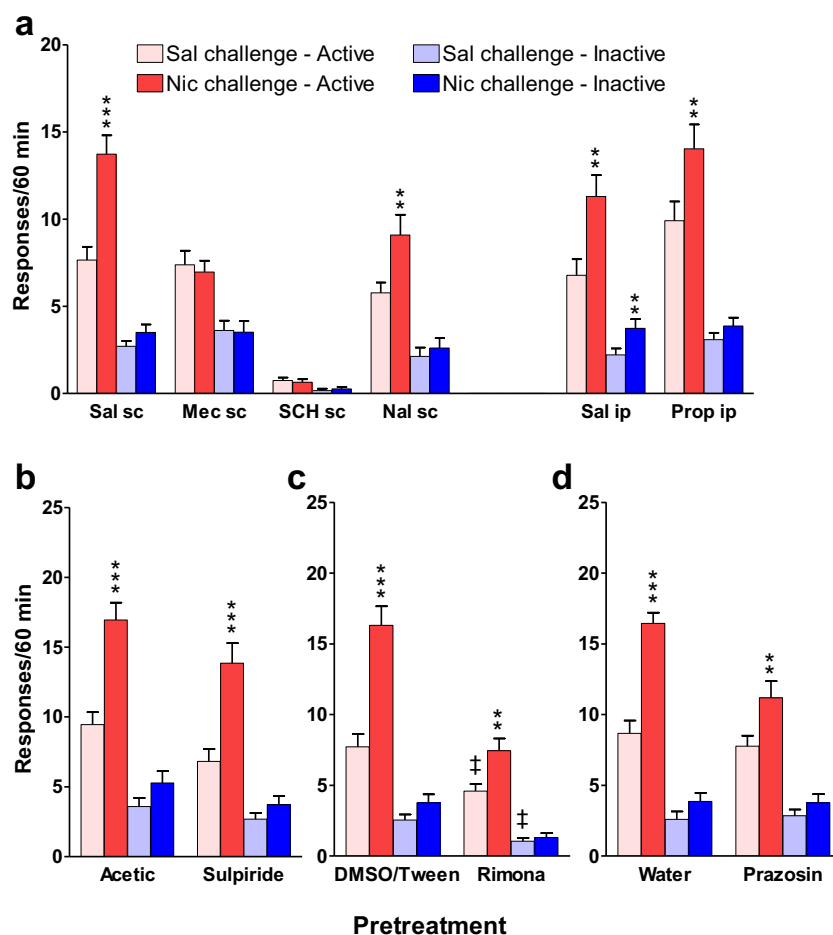 a
Sal challenge - Active
Sal challenge - Inactive
Nic challenge - Active
Nic challenge - Inactive
Responses/60 min
20
15
10
5
0
***
**
**
**
**
Sal sc
Mec sc
SCH sc
Nal sc
Sal ip
Prop ip
b
c
d
Responses/60 min
25
20
15
10
5
0
***
***
Acetic
Sulpiride
25
20
15
10
5
0
***
‡
**
‡
DMSO/Tween
Rimona
25
20
15
10
5
0
***
**
Water
Prazosin
Pretreatment